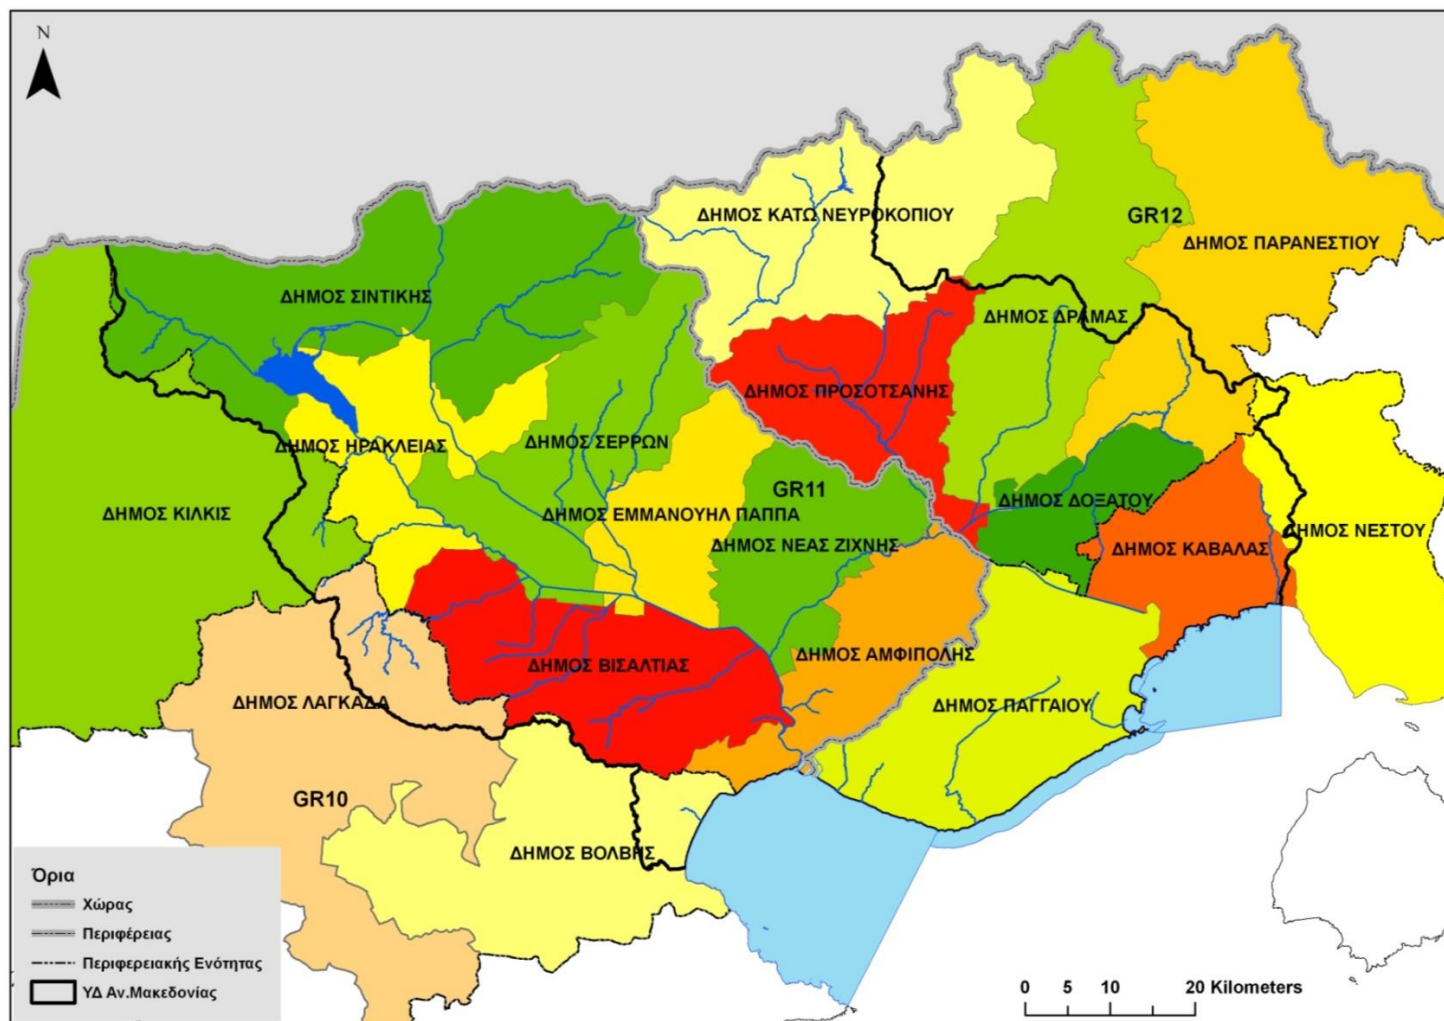 N
ΔΗΜΟΣ ΚΑΤΩ ΝΕΥΡΟΚΟΠΙΟΥ
GR12
ΔΗΜΟΣ ΠΑΡΑΝΕΣΤΙΟΥ
ΔΗΜΟΣ ΣΙΝΤΙΚΗΣ
ΔΗΜΟΣ ΔΡΑΜΑΣ
ΔΗΜΟΣ ΠΡΟΣΟΤΣΑΝΗΣ
ΔΗΜΟΣ ΗΡΑΚΛΕΙΑΣ
ΔΗΜΟΣ ΣΕΡΡΩΝ
GR11
ΔΗΜΟΣ ΔΟΞΑΤΟΥ
ΔΗΜΟΣ ΚΙΛΚΙΣ
ΔΗΜΟΣ ΕΜΜΑΝΟΥΗΛ ΠΑΠΠΑ
ΔΗΜΟΣ ΝΕΣΤΟΥ
ΔΗΜΟΣ ΝΕΑΣ ΖΙΧΝΗΣ
ΔΗΜΟΣ ΚΑΒΑΛΑΣ
ΔΗΜΟΣ ΑΜΦΙΠΟΛΗΣ
ΔΗΜΟΣ ΒΙΣΑΛΤΙΑΣ
ΔΗΜΟΣ ΛΑΓΚΑΔΑ
ΔΗΜΟΣ ΠΑΓΓΑΙΟΥ
GR10
ΔΗΜΟΣ ΒΟΛΒΗΣ
Όρια
Χώρας
Περιφέρειας
Περιφερειακής Ενότητας
ΥΔ Αν.Μακεδονίας
0 5 10 20 Kilometers